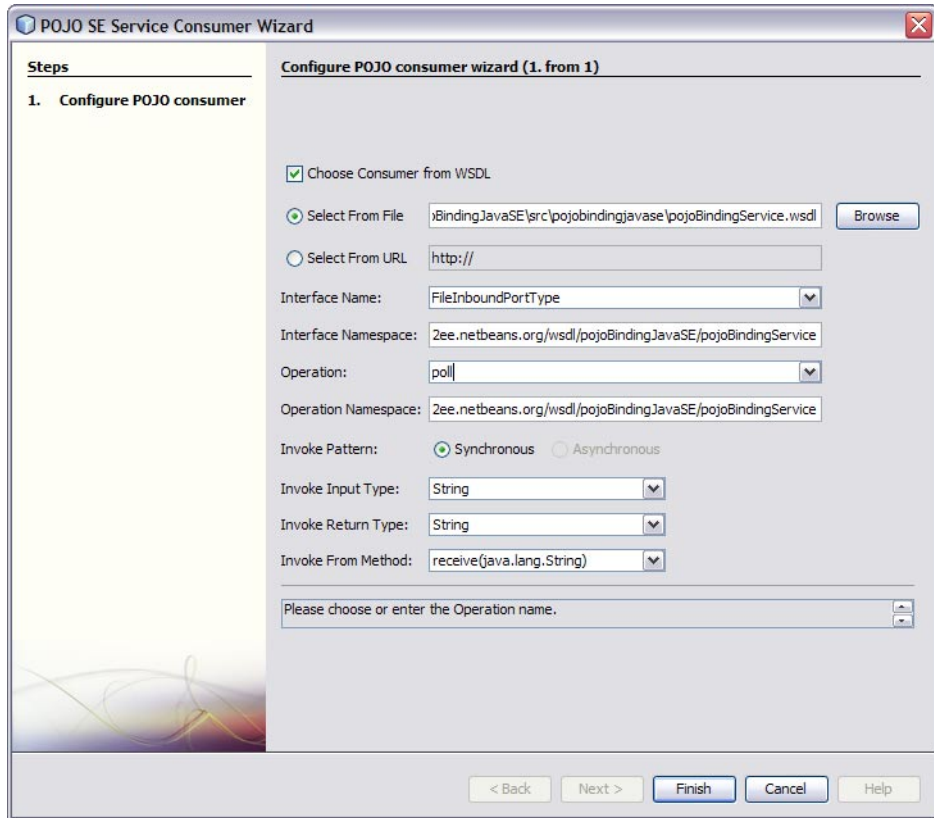 POJO SE Service Consumer Wizard
Steps
1. Configure POJO consumer
Configure POJO consumer wizard (1. from 1)
Choose Consumer from WSDL
Select From File
BindingJavaSE\src\pojobindingjavase\pojoBindingService.wsdl
Browse
Select From URL
http://
Interface Name:
FileInboundPortType
Interface Namespace:
2ee.netbeans.org/wsdl/pojoBindingJavaSE/pojoBindingService
Operation:
poll
Operation Namespace:
2ee.netbeans.org/wsdl/pojoBindingJavaSE/pojoBindingService
Invoke Pattern:
Synchronous
Asynchronous
Invoke Input Type:
String
Invoke Return Type:
String
Invoke From Method:
receive(java.lang.String)
Please choose or enter the Operation name.
< Back
Next >
Finish
Cancel
Help